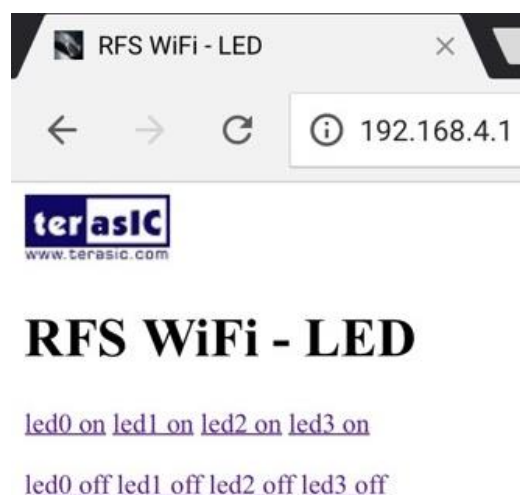 RFS WiFi - LED
192.168.4.1
terasIC
www.terasic.com
RFS WiFi - LED
led0 on led1 on led2 on led3 on
led0 off led1 off led2 off led3 off